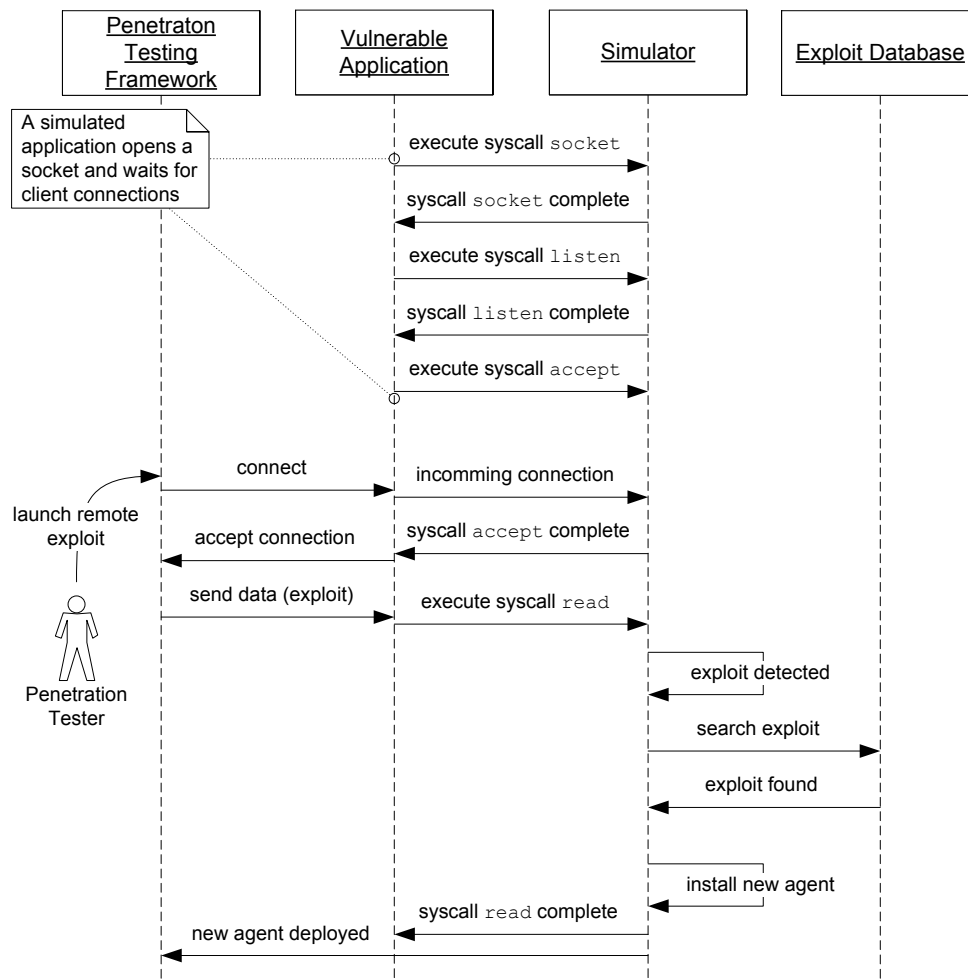 Penetraton
Testing
Framework
Vulnerable
Application
Simulator
Exploit Database
A simulated
application opens a
socket and waits for
client connections
execute syscall socket
syscall socket complete
execute syscall listen
syscall listen complete
execute syscall accept
connect
incomming connection
launch remote
exploit
accept connection
syscall accept complete
send data (exploit)
execute syscall read
Penetration
Tester
exploit detected
search exploit
exploit found
install new agent
syscall read complete
new agent deployed